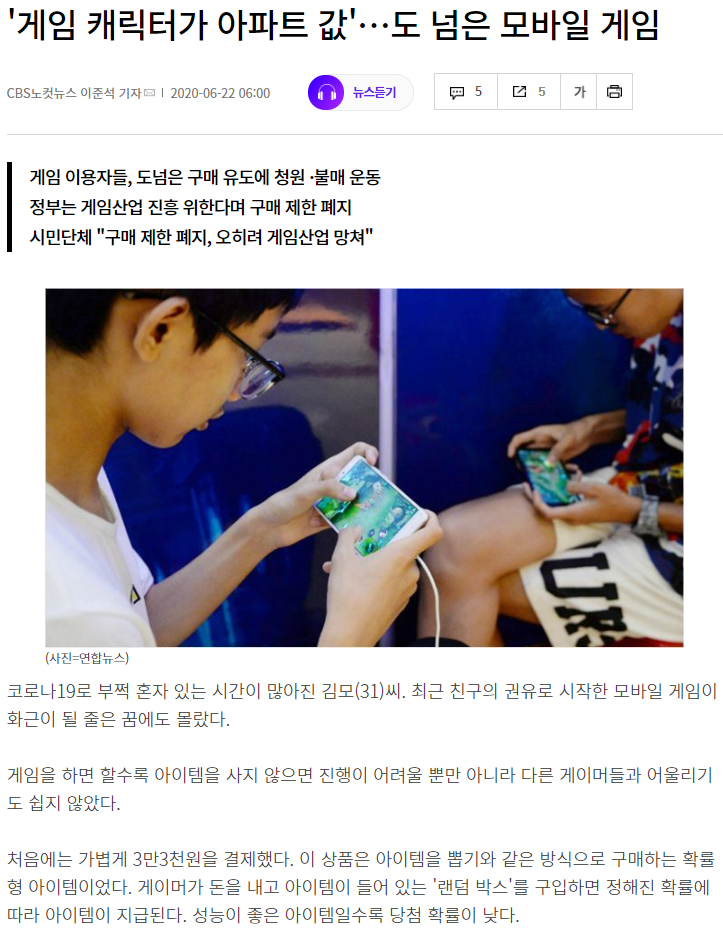 '게임 캐릭터가 아파트 값'…도 넘은 모바일 게임
CBS노컷뉴스 이준석 기자 2020-06-22 06:00
뉴스듣기
5
5
가
게임 이용자들, 도넘은 구매 유도에 청원 ·불매 운동
정부는 게임산업 진흥 위한다며 구매 제한 폐지
시민단체 "구매 제한 폐지, 오히려 게임산업 망쳐"
(사진=연합뉴스)
코로나19로 부쩍 혼자 있는 시간이 많아진 김모(31)씨. 최근 친구의 권유로 시작한 모바일 게임이
화근이 될 줄은 꿈에도 몰랐다.
게임을 하면 할수록 아이템을 사지 않으면 진행이 어려울 뿐만 아니라 다른 게이머들과 어울리기
도 쉽지 않았다.
처음에는 가볍게 3만3천원을 결제했다. 이 상품은 아이템을 뽑기와 같은 방식으로 구매하는 확률
형 아이템이었다. 게이머가 돈을 내고 아이템이 들어 있는 '랜덤 박스'를 구입하면 정해진 확률에
따라 아이템이 지급된다. 성능이 좋은 아이템일수록 당첨 확률이 낮다.